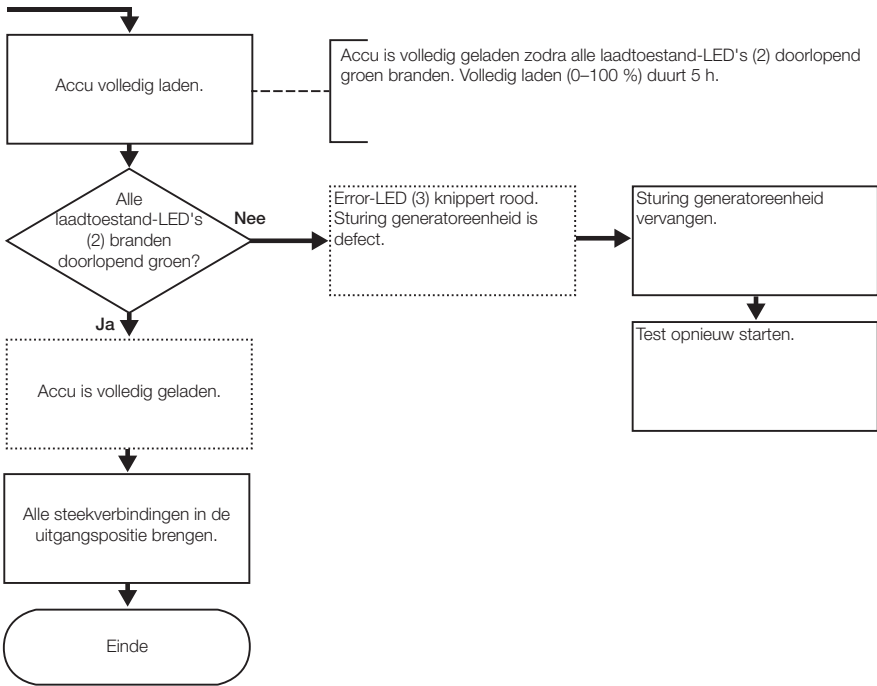 Accu volledig laden.
Accu is volledig geladen zodra alle laadtoestand-LED's (2) doorlopend
groen branden. Volledig laden (0–100 %) duurt 5 h.
Alle
laadtoestand-LED's
(2) branden
doorlopend groen?
Nee
Error-LED (3) knippert rood.
Sturing generatoreenheid is
defect.
Sturing generatoreenheid
vervangen.
Test opnieuw starten.
Ja
Accu is volledig geladen.
Alle steekverbindingen in de
uitgangspositie brengen.
Einde